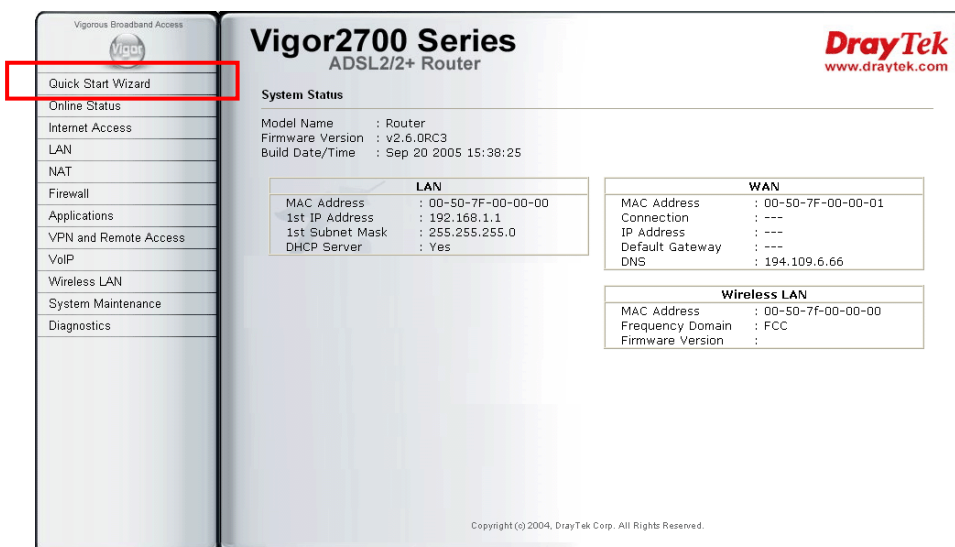 Vigorous Broadband Access
Vigor
Quick Start Wizard
Online Status
Internet Access
LAN
NAT
Firewall
Applications
VPN and Remote Access
VoIP
Wireless LAN
System Maintenance
Diagnostics
Vigor2700 Series
ADSL2/2+ Router
DrayTek
www.draytek.com
System Status
Model Name : Router
Firmware Version : v2.6.0RC3
Build Date/Time : Sep 20 2005 15:38:25
LAN
MAC Address : 00-50-7F-00-00-00
1st IP Address : 192.168.1.1
1st Subnet Mask : 255.255.255.0
DHCP Server : Yes
WAN
MAC Address : 00-50-7F-00-00-01
Connection : ---
IP Address : ---
Default Gateway : ---
DNS : 194.109.6.66
Wireless LAN
MAC Address : 00-50-7f-00-00-00
Frequency Domain : FCC
Firmware Version :
Copyright (c) 2004, DrayTek Corp. All Rights Reserved.